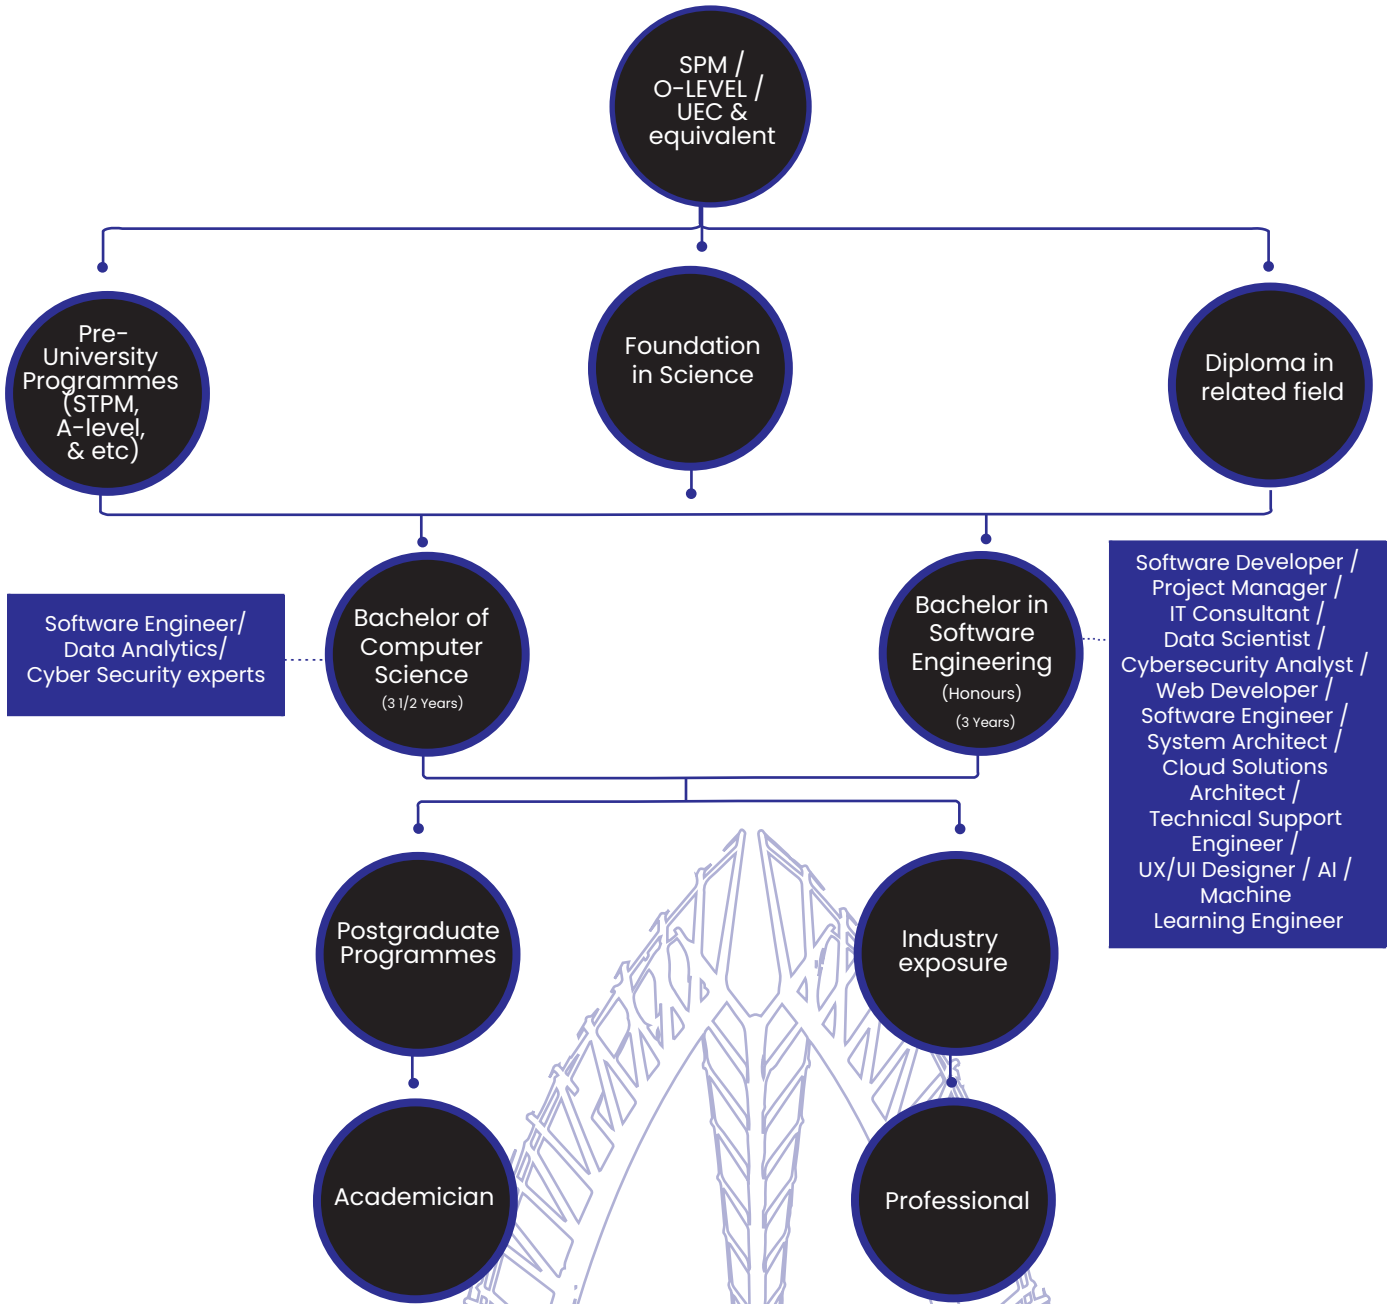 SPM /
O-LEVEL /
UEC &
equivalent
Pre-
University
Programmes
(STPM,
A-level,
& etc)
Foundation
in Science
Diploma in
related field
Software Engineer/
Data Analytics/
Cyber Security experts
Bachelor of
Computer
Science
(3 1/2 Years)
Bachelor in
Software
Engineering
(Honours)
(3 Years)
Software Developer /
Project Manager /
IT Consultant /
Data Scientist /
Cybersecurity Analyst /
Web Developer /
Software Engineer /
System Architect /
Cloud Solutions
Architect /
Technical Support
Engineer /
UX/UI Designer / AI /
Machine
Learning Engineer
Postgraduate
Programmes
Industry
exposure
Academician
Professional